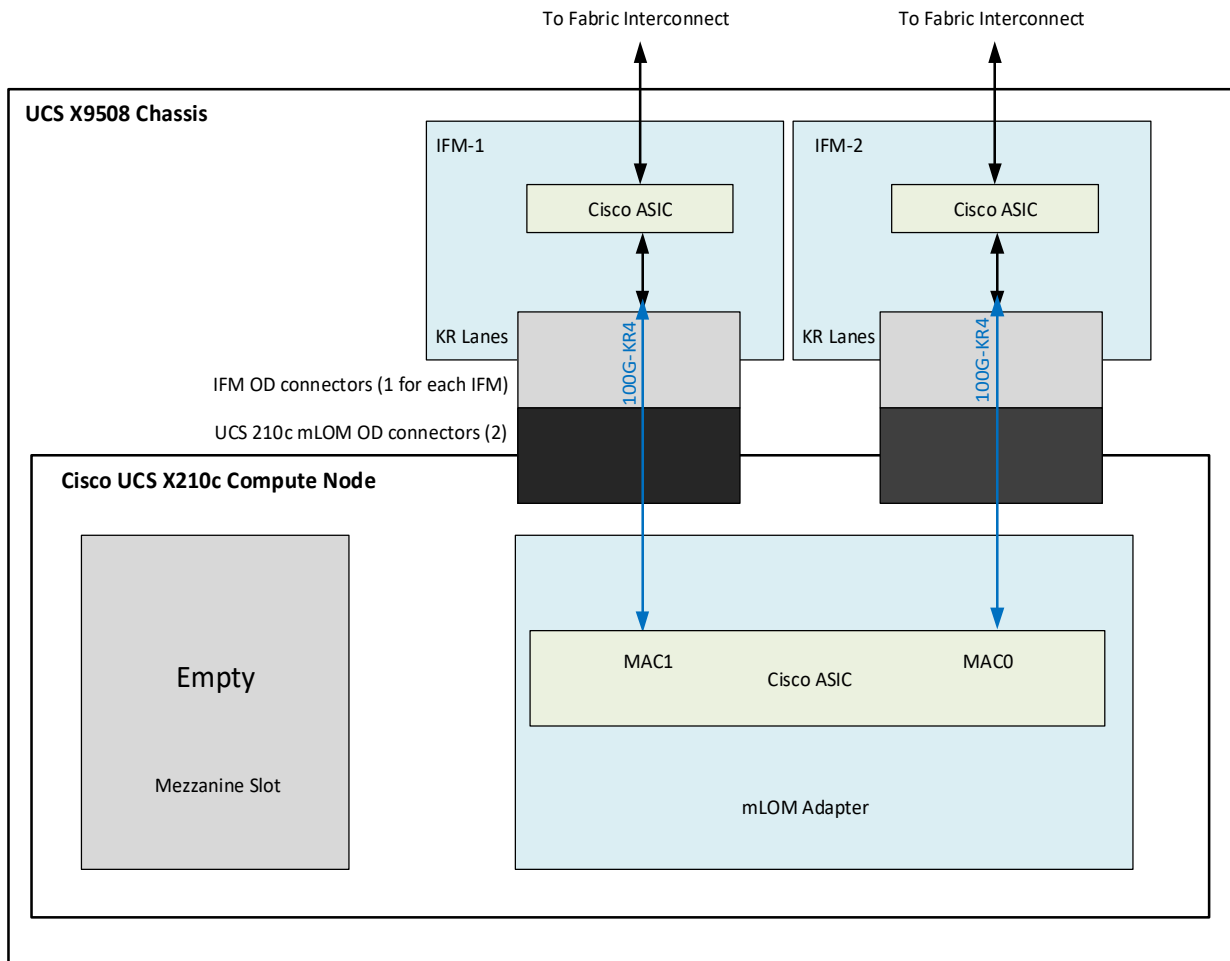 To Fabric Interconnect
To Fabric Interconnect
UCS X9508 Chassis
IFM-1
IFM-2
Cisco ASIC
Cisco ASIC
KR Lanes
100G-KR4
KR Lanes
100G-KR4
IFM OD connectors (1 for each IFM)
UCS 210c mLOM OD connectors (2)
Cisco UCS X210c Compute Node
Empty
Mezzanine Slot
MAC1
MAC0
Cisco ASIC
mLOM Adapter